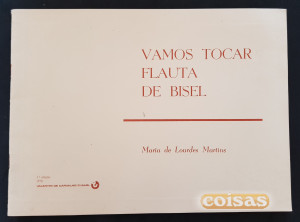 VAMOS TOCAR
FLAUTA
DE BISEL
Maria de Lourdes Martins
coisas